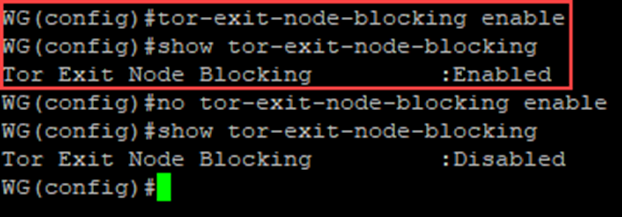 WG(config)#tor-exit-node-blocking enable
WG(config)#show tor-exit-node-blocking
Tor Exit Node Blocking          :Enabled
WG(config)#no tor-exit-node-blocking enable
WG(config)#show tor-exit-node-blocking
Tor Exit Node Blocking          :Disabled
WG(config)#